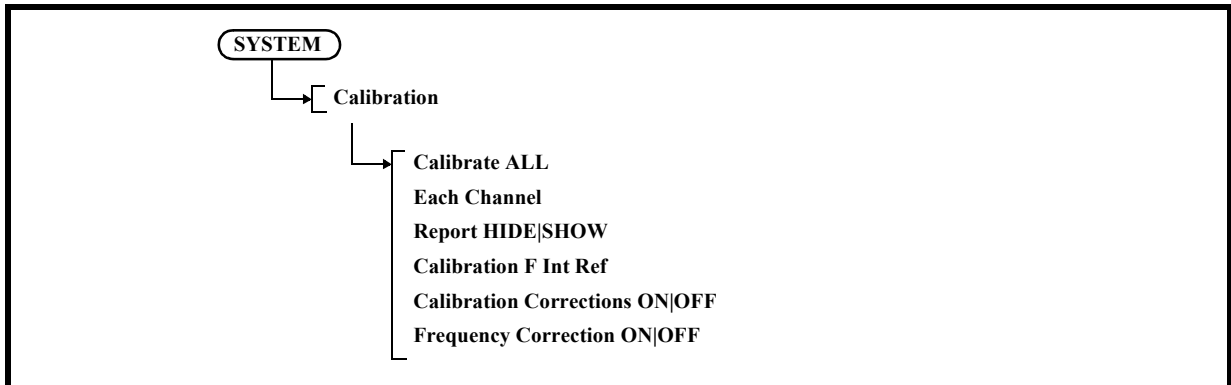 SYSTEM
Calibration
Calibrate ALL
Each Channel
Report HIDE|SHOW
Calibration F Int Ref
Calibration Corrections ON|OFF
Frequency Correction ON|OFF